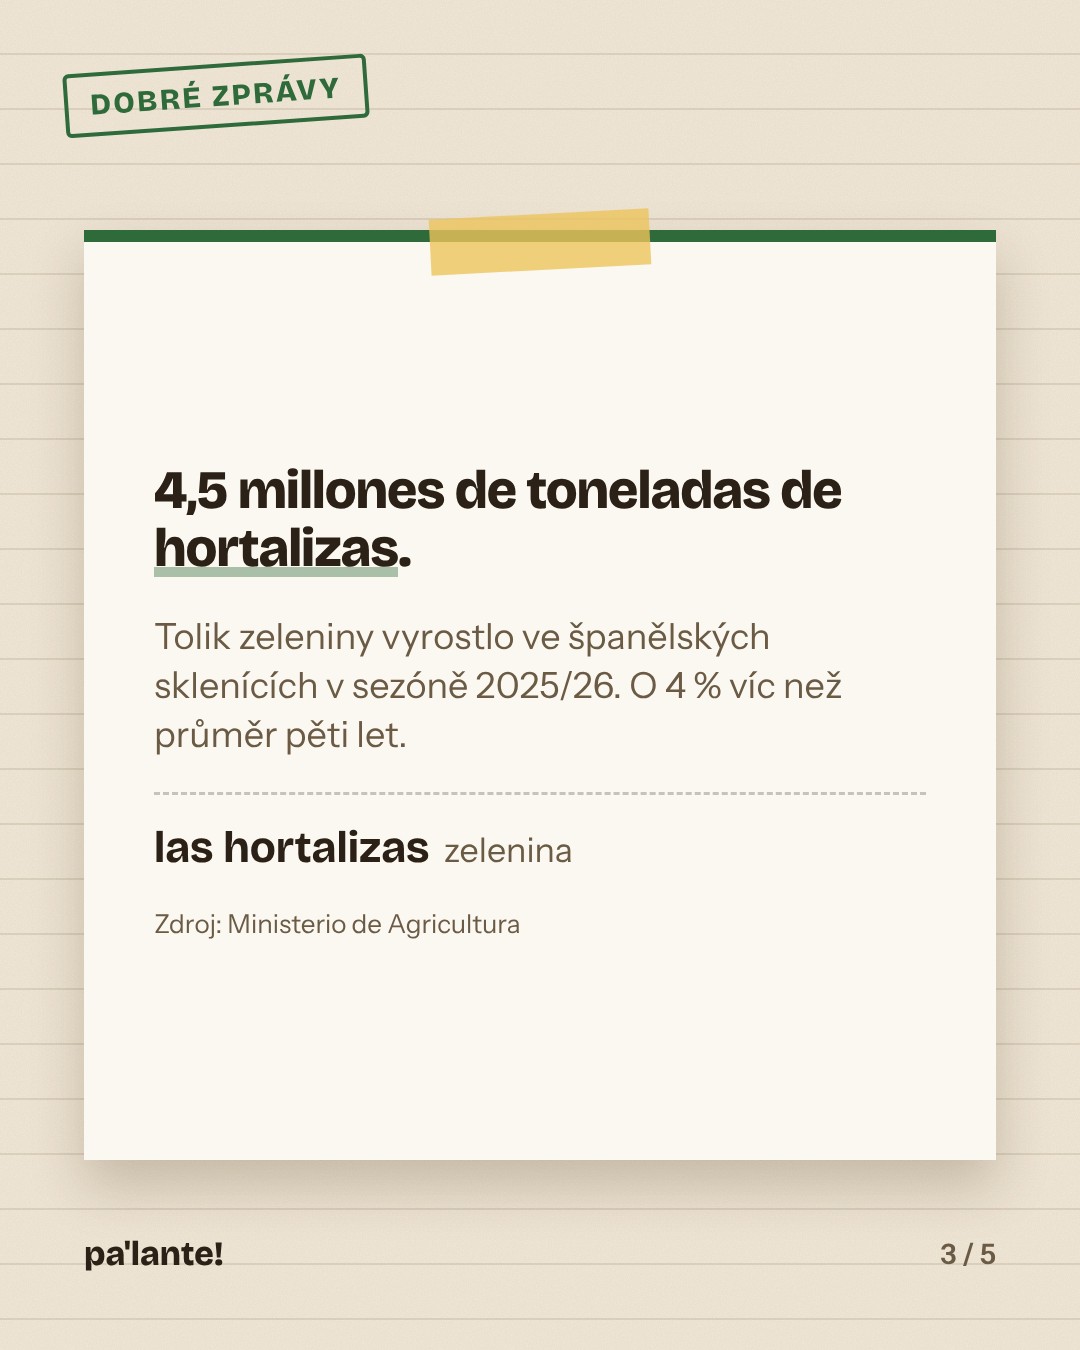 DOBRÉ ZPRÁVY
4,5 millones de toneladas de
hortalizas.
Tolik zeleniny vyrostlo ve španělských
sklenících v sezóně 2025/26. O 4 % víc než
průměr pěti let.
las hortalizas zelenina
Zdroj: Ministerio de Agricultura
pa'lante!
3 / 5